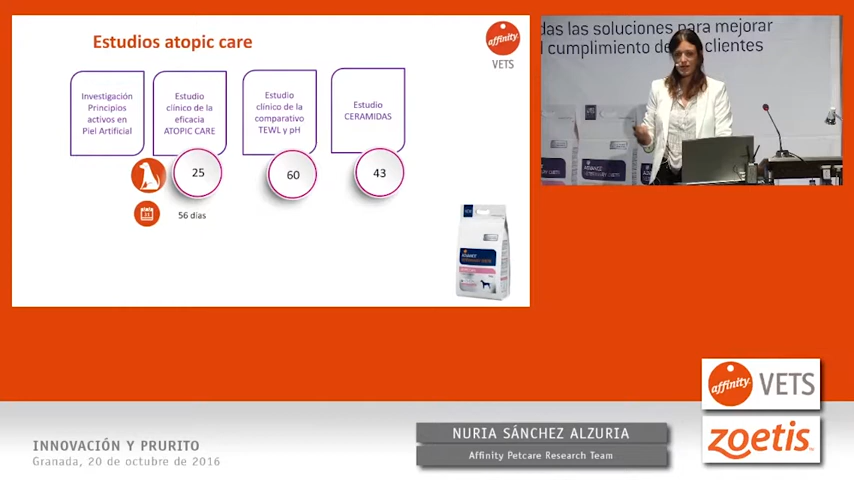 Estudios atopic care
affinity
VETS
Investigación
Principios
activos en
Piel Artificial
Estudio
clínico de la
eficacia
ATOPIC CARE
Estudio
clínico de la
comparativo
TEWL y pH
Estudio
CERAMIDAS
25
60
43
31
56 días
ADVANCE
das las soluciones para mejorar
l cumplimiento de
clientes
affinity
VETS
zoetis
INNOVACIÓN Y PRURITO
Granada, 20 de octubre de 2016
NURIA SÁNCHEZ ALZURIA
Affinity Petcare Research Team